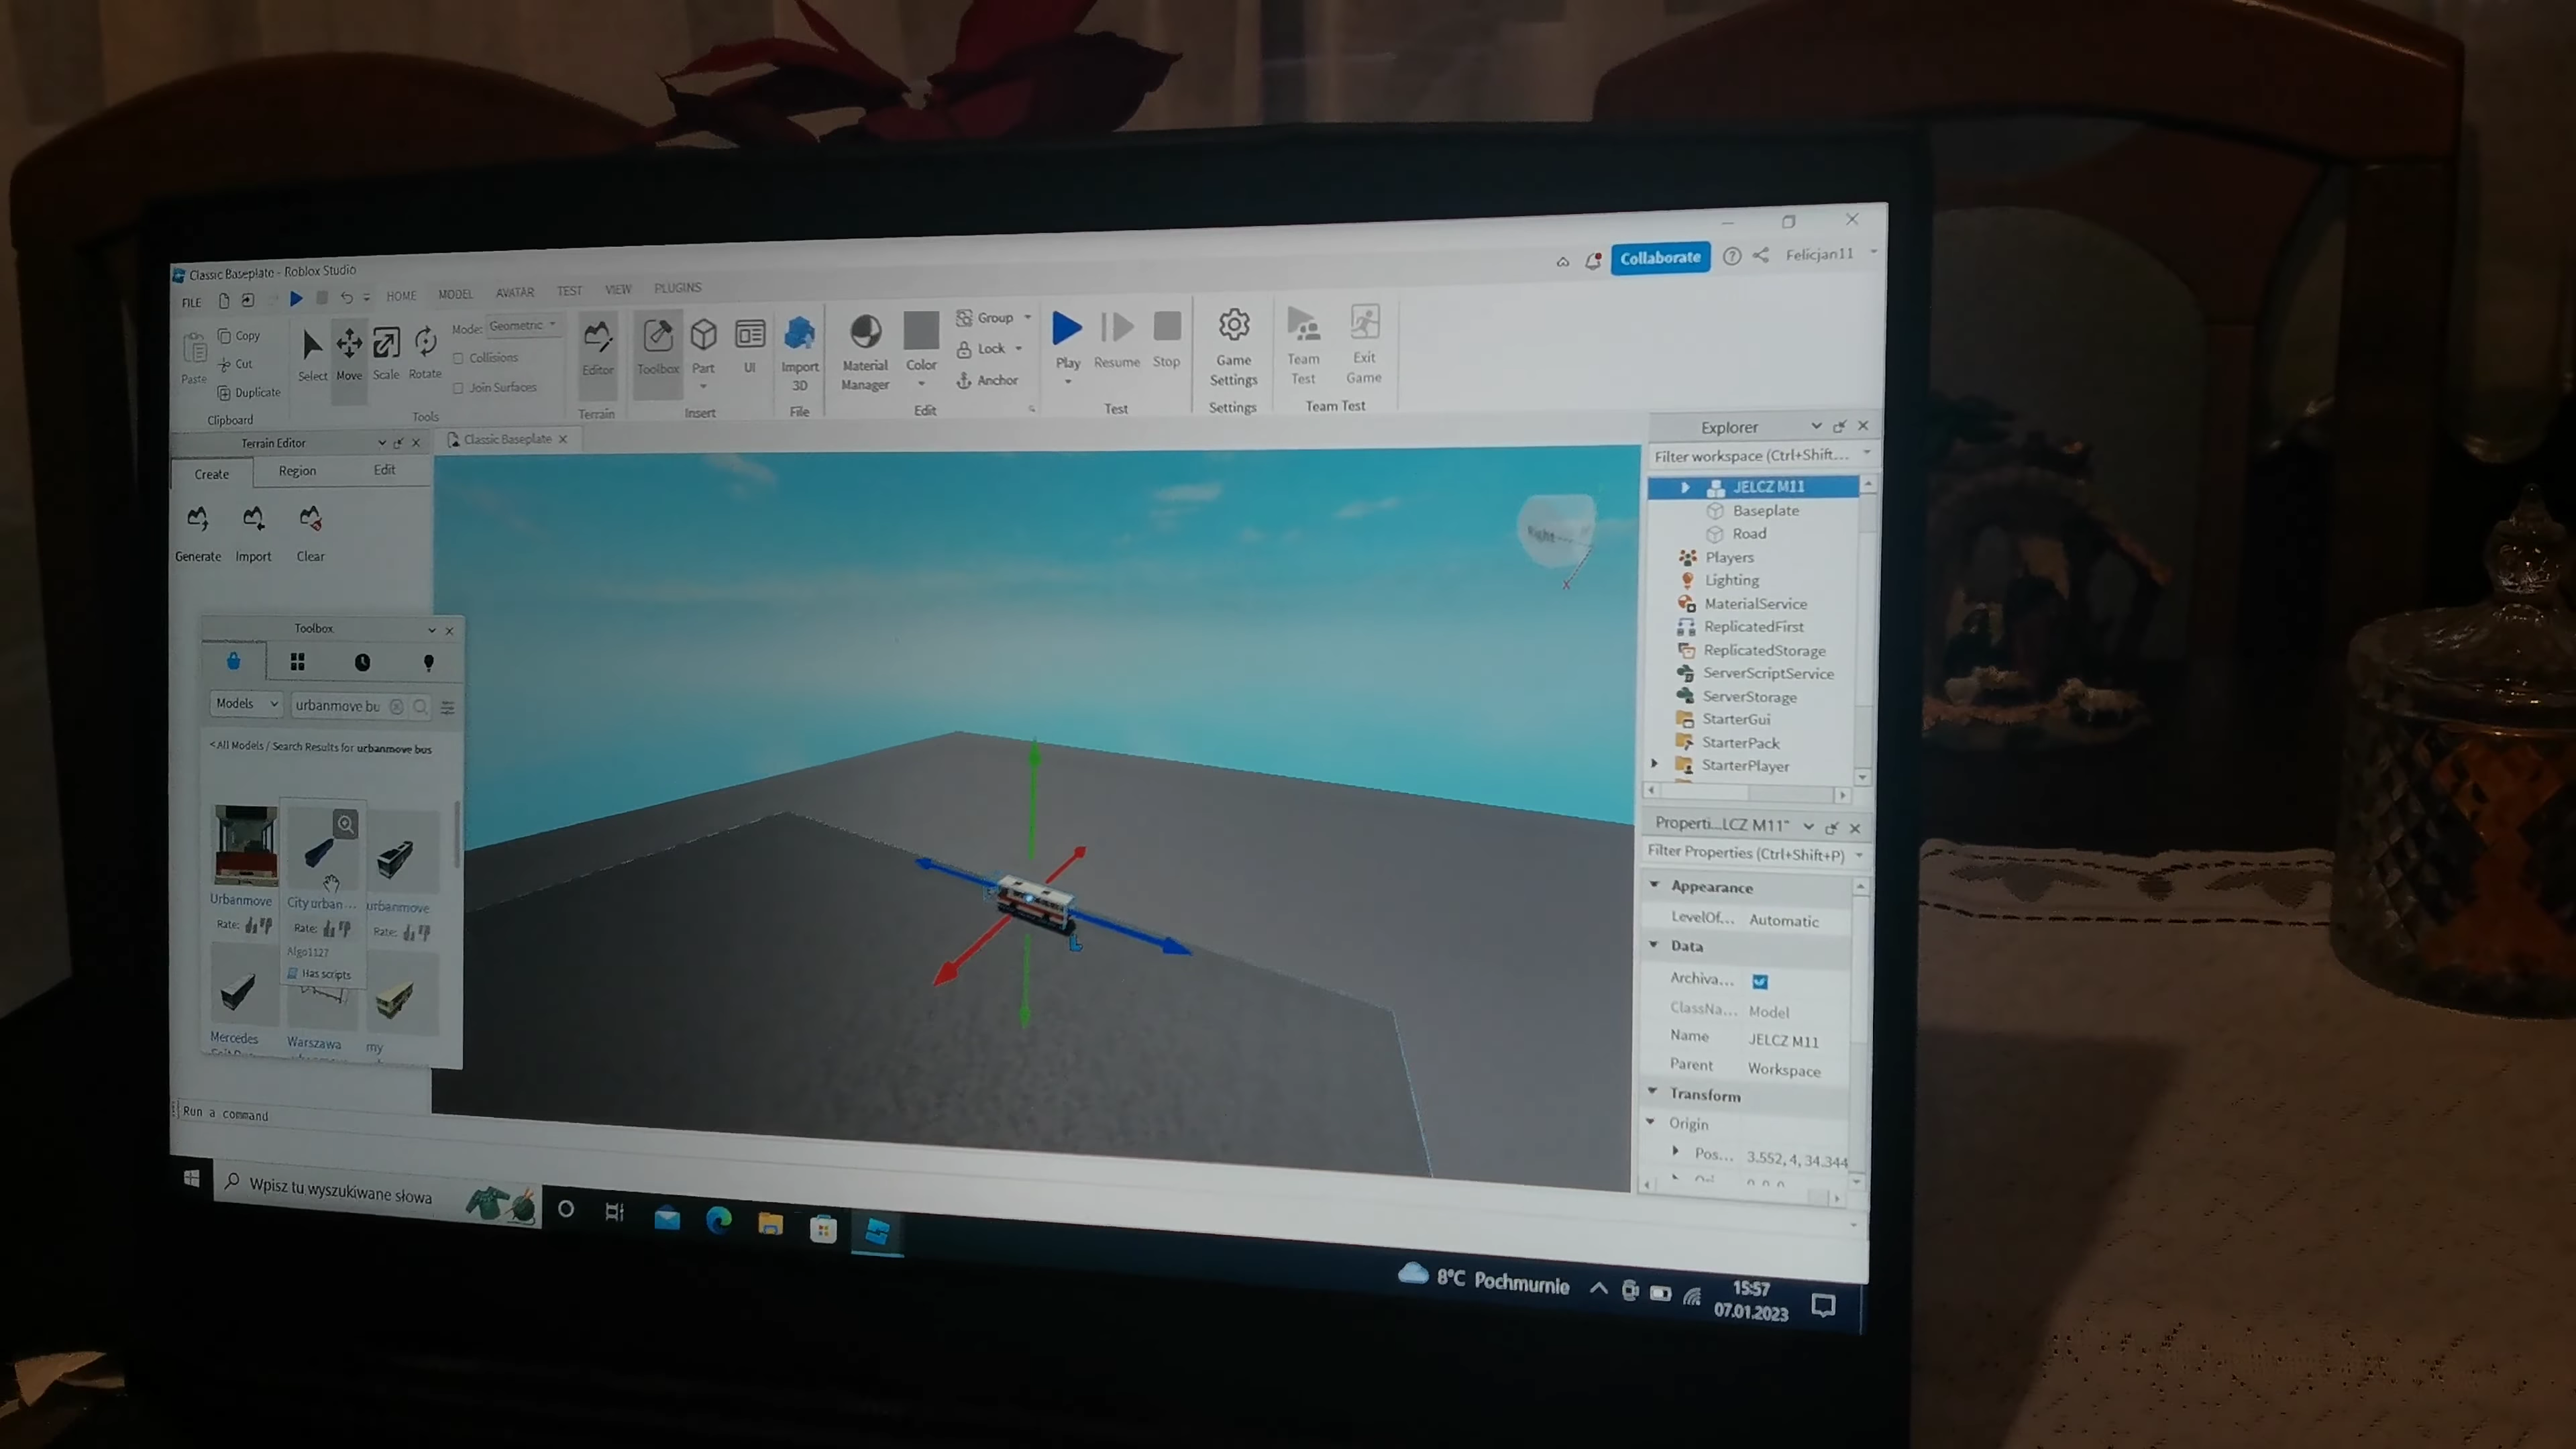 Classic Baseplate - Roblox Studio
Collaborate
Felicjan11
FILE
HOME
MODEL
AVATAR
TEST
VIEW
PLUGINS
Paste
Copy
Cut
Duplicate
Clipboard
Select
Move
Scale
Rotate
Mode: Geometric
Collisions
Join Surfaces
Tools
Editor
Terrain
Toolbox
Part
UI
Insert
Import
3D
File
Material
Manager
Color
Group
Lock
Anchor
Edit
Play
Resume
Stop
Test
Game
Settings
Settings
Team
Test
Exit
Game
Team Test
Terrain Editor
Create
Region
Edit
Generate
Import
Clear
Classic Baseplate
Right
X
Toolbox
Models
urbanmove bu
<All Models / Search Results for urbanmove bus
Urbanmove
City urban...
urbanmove
Rate:
Rate:
Rate:
Algo1127
Has scripts
Mercedes
Warszawa
my
Run a command
Explorer
Filter workspace (Ctrl+Shift...
JELCZ M11
Baseplate
Road
Players
Lighting
MaterialService
ReplicatedFirst
ReplicatedStorage
ServerScriptService
ServerStorage
StarterGui
StarterPack
StarterPlayer
Properti...LCZ M11"
Filter Properties (Ctrl+Shift+P)
Appearance
LevelOf... Automatic
Data
Archiva...
ClassNa... Model
Name JELCZ M11
Parent Workspace
Transform
Origin
Pos... 3.552, 4, 34.344
Wpisz tu wyszukiwane słowa
8°C Pochmurnie
15:57
07.01.2023